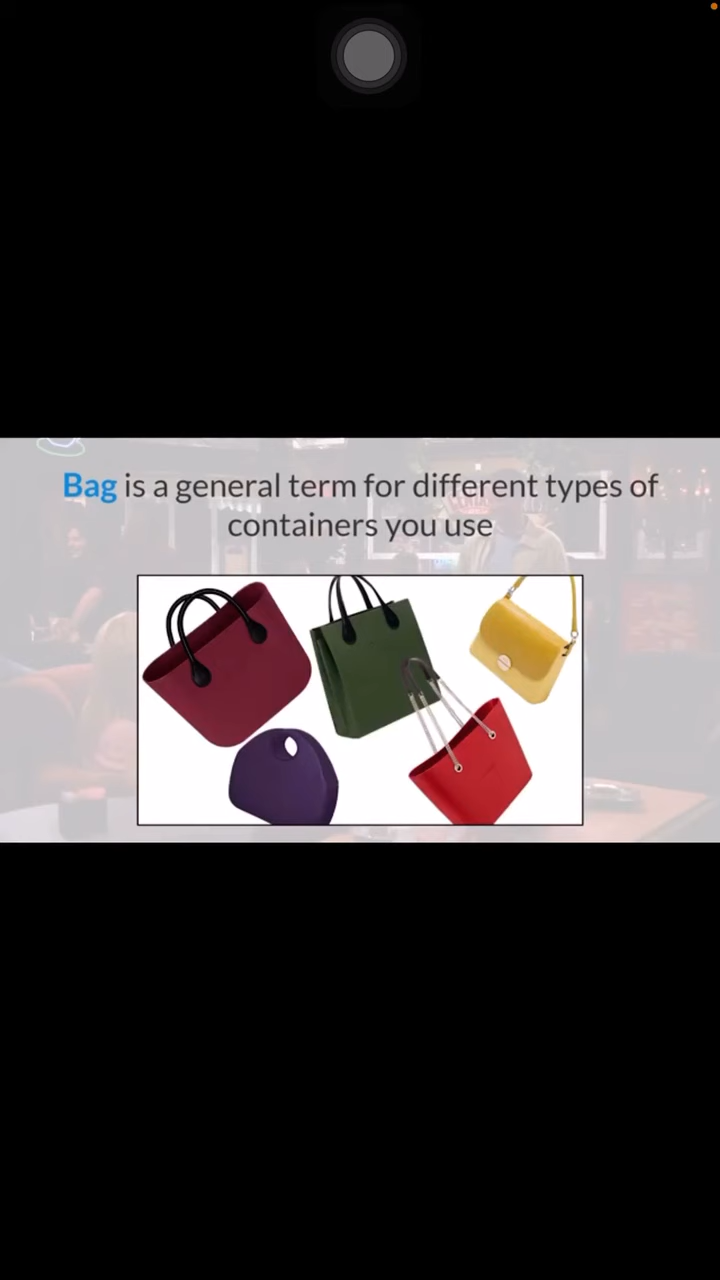 Bag is a general term for different types of
containers you use